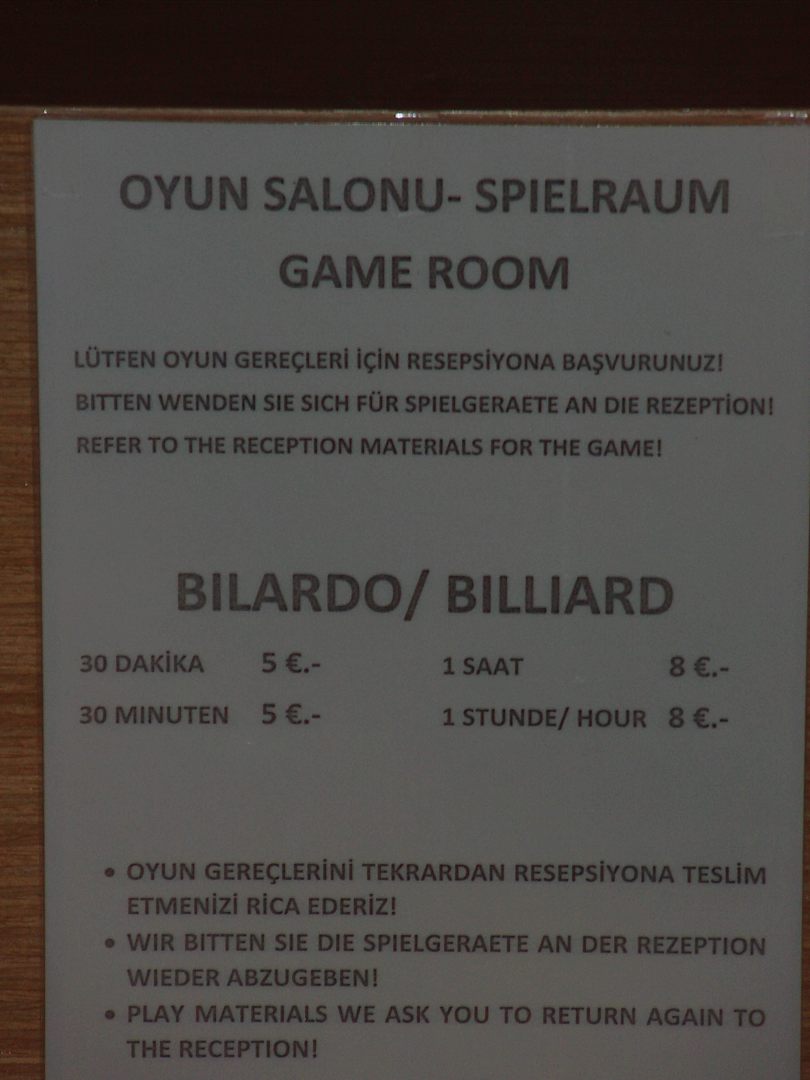 OYUN SALONU- SPIELRAUM
GAME ROOM
LÜTFEN OYUN GEREÇLERİ İÇİN RESEPSİYONA BAŞVURUNUZ!
BITTEN WENDEN SIE SICH FÜR SPIELGERAETE AN DIE REZEPTİON!
REFER TO THE RECEPTION MATERIALS FOR THE GAME!
BILARDO/ BILLIARD
30 DAKİKA 5 €.- 1 SAAT 8 €.-
30 MINUTEN 5 €.- 1 STUNDE/ HOUR 8 €.-
• OYUN GEREÇLERİNİ TEKRARDAN RESEPSİYONA TESLİM
ETMENİZİ RİCA EDERİZ!
• WIR BITTEN SIE DIE SPIELGERAETE AN DER REZEPTION
WIEDER ABZUGEBEN!
• PLAY MATERIALS WE ASK YOU TO RETURN AGAIN TO
THE RECEPTION!